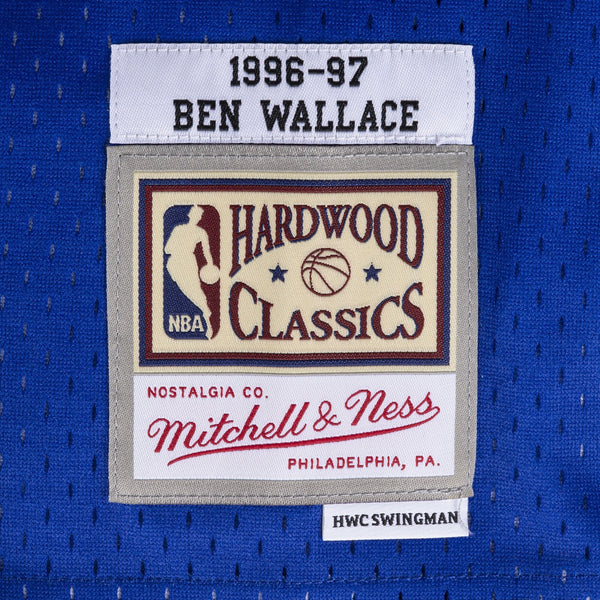 1996-97
BEN WALLACE
HARDWOOD
NBA
CLASSICS
NOSTALGIA CO.
Mitchell & Ness
PHILADELPHIA, PA.
HWC SWINGMAN